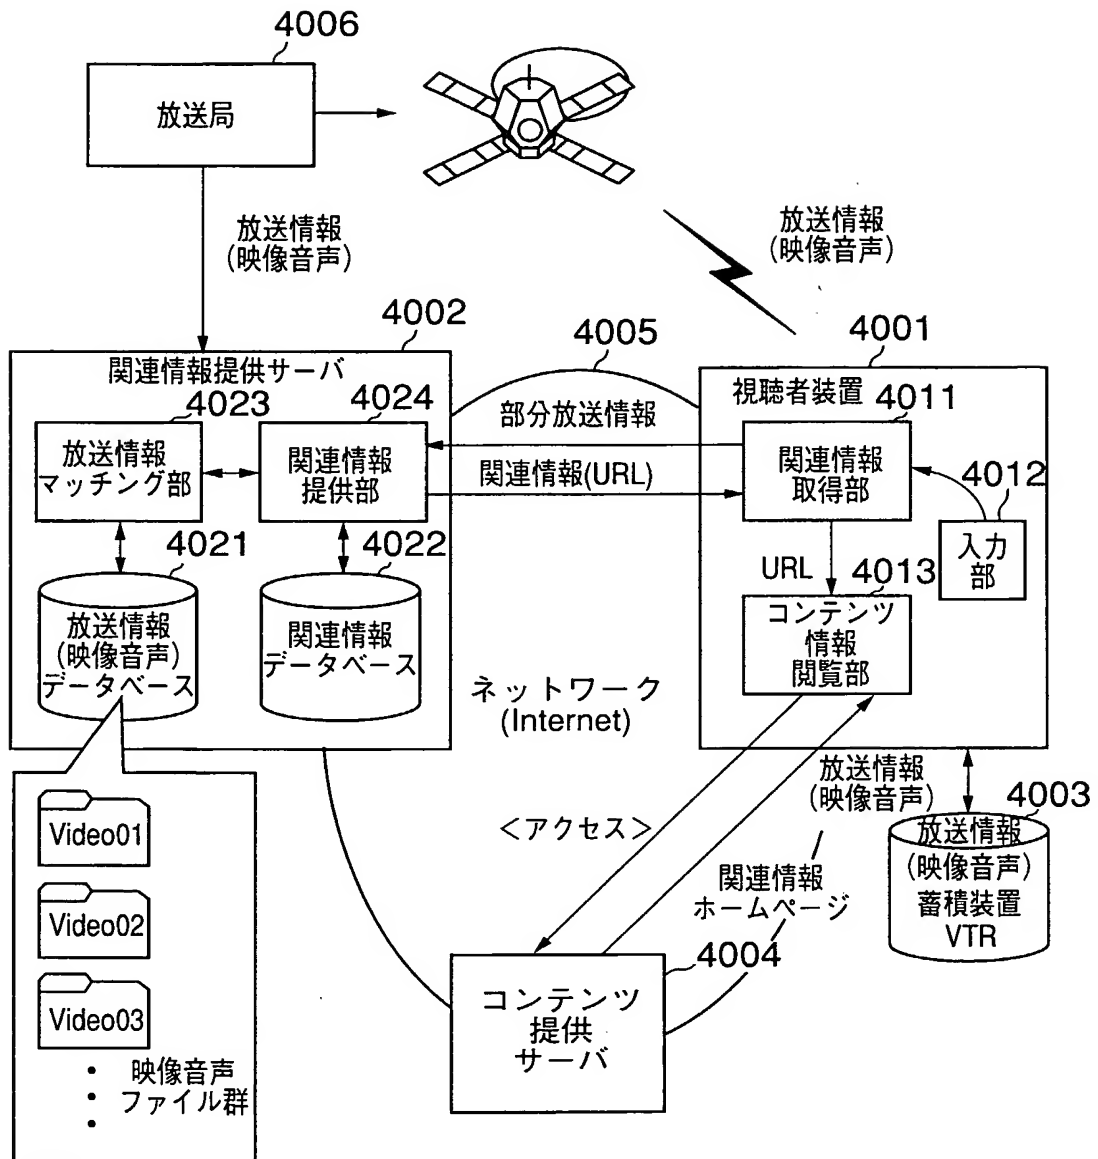 4006
放送局
放送情報
(映像音声)
放送情報
(映像音声)
4002
関連情報提供サーバ
4023
放送情報
マッチング部
4024
関連情報
提供部
4021
放送情報
(映像音声)
データベース
4022
関連情報
データベース
4005
部分放送情報
関連情報(URL)
4001
視聴者装置
4011
関連情報
取得部
4012
入力
部
URL
4013
コンテンツ
情報
閲覧部
ネットワーク
(Internet)
放送情報
(映像音声)
4003
放送情報
(映像音声)
蓄積装置
VTR
<アクセス>
関連情報
ホームページ
4004
コンテンツ
提供
サーバ
Video01
Video02
Video03
・
・
・
映像音声
ファイル群